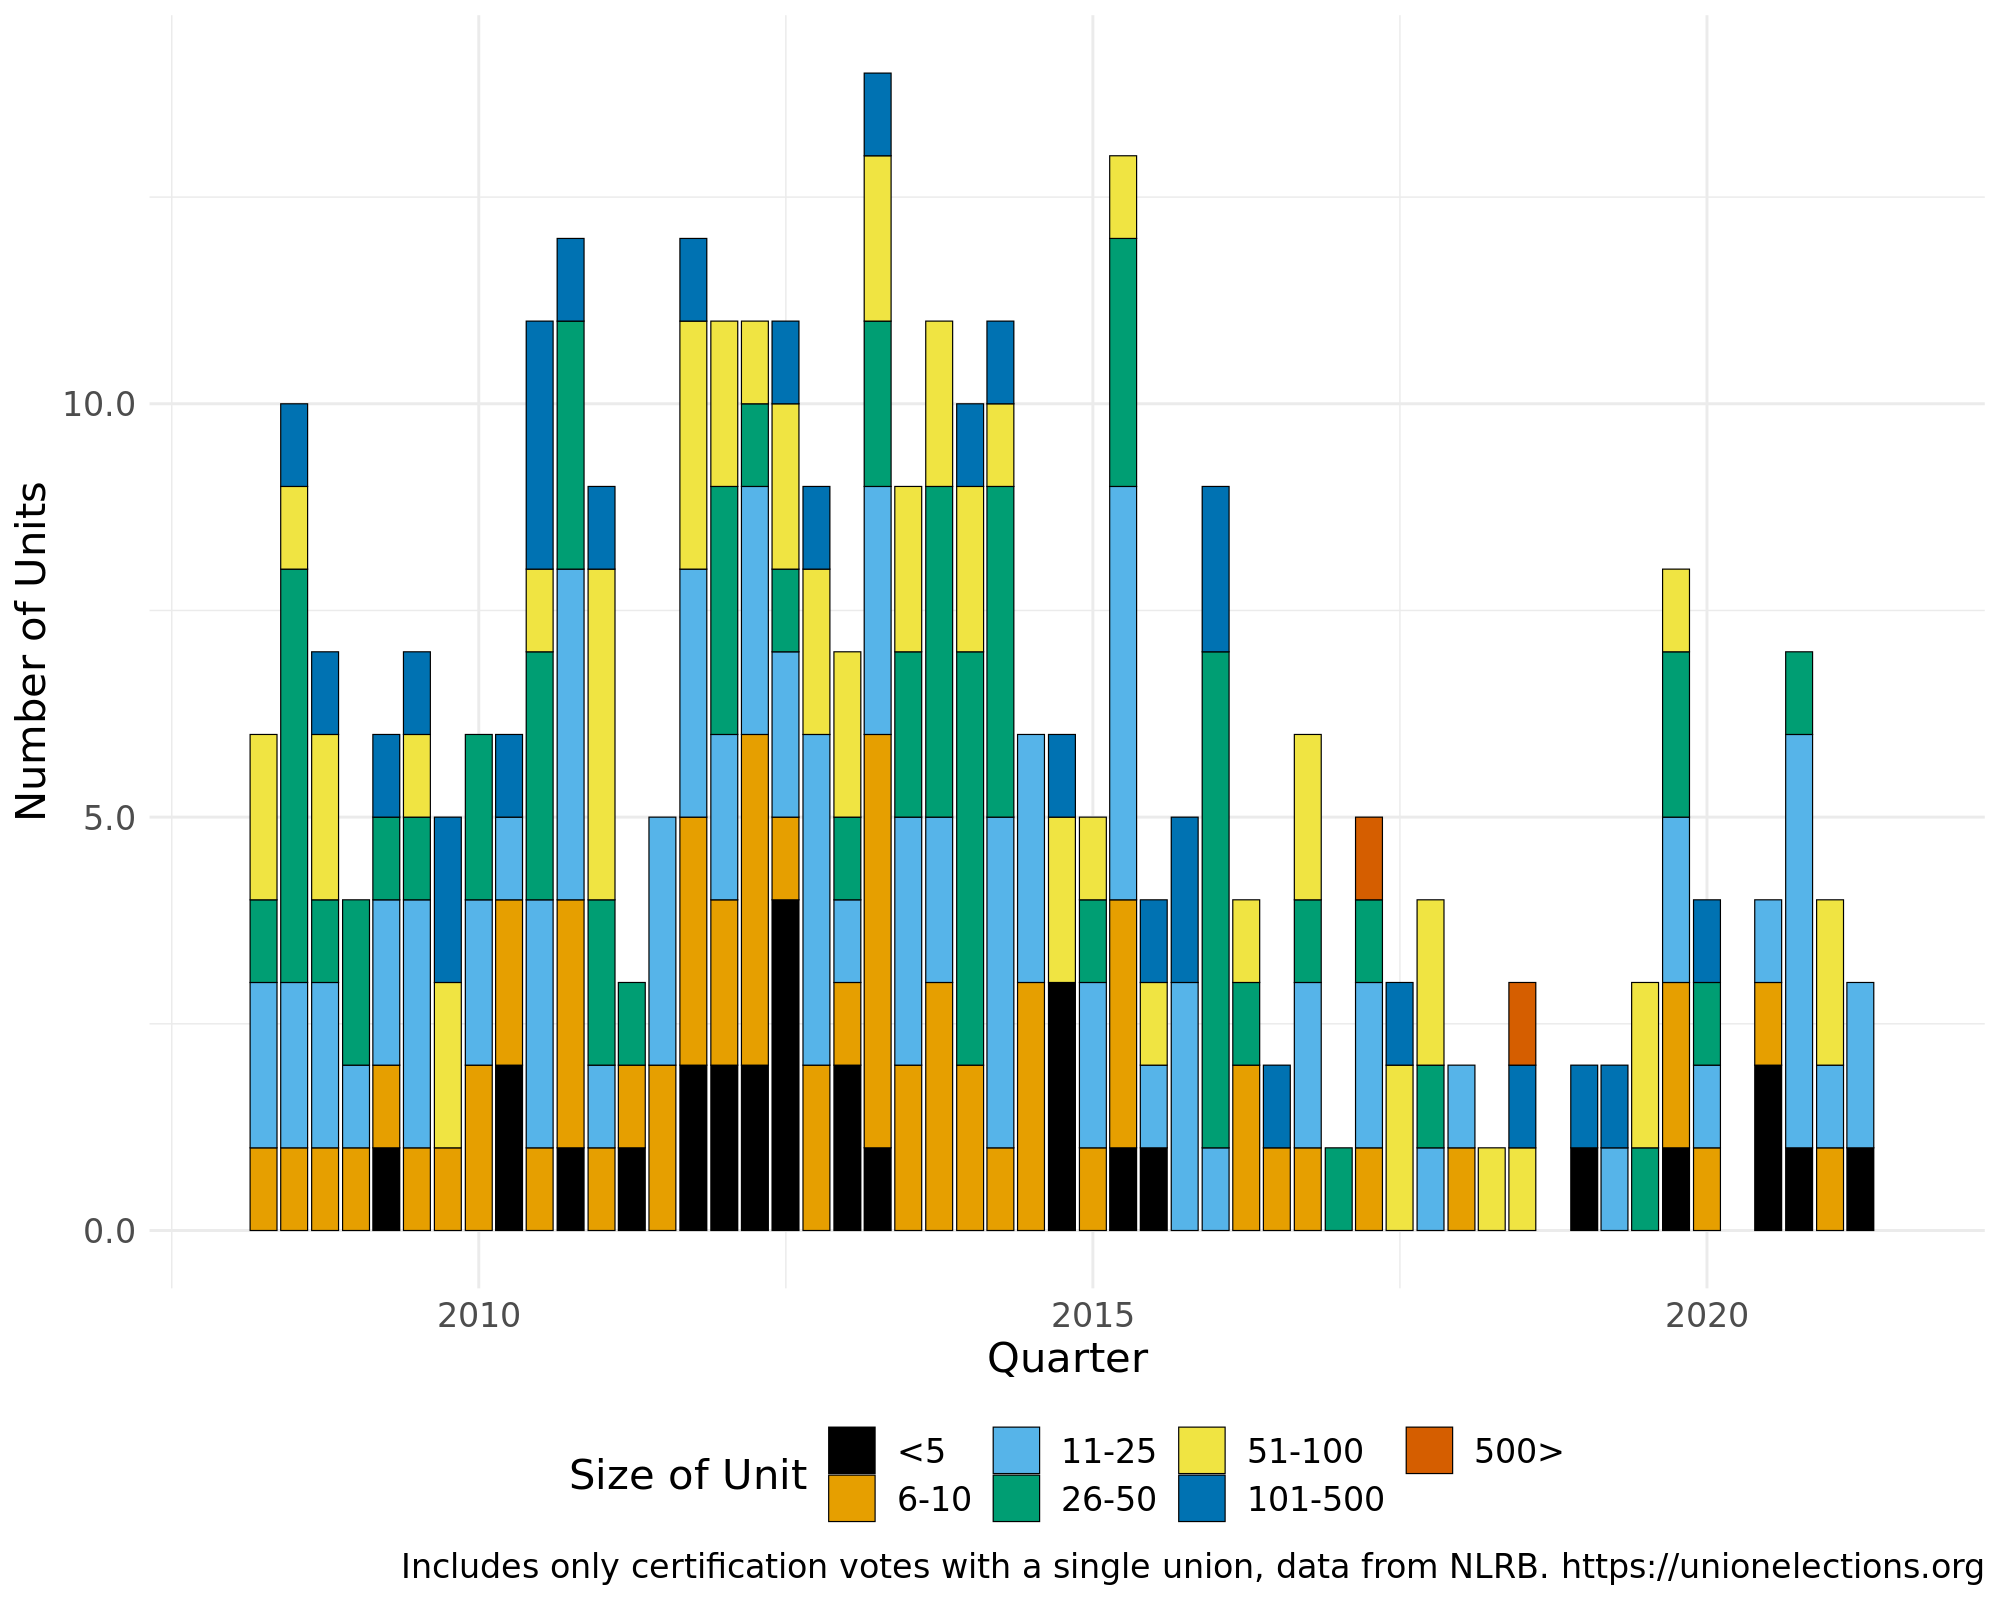 Number of Units
10.0
5.0
0.0
2010 2015 2020
Quarter
Size of Unit
<5 11-25 51-100 500>
6-10 26-50 101-500
Includes only certification votes with a single union, data from NLRB. https://unionelections.org